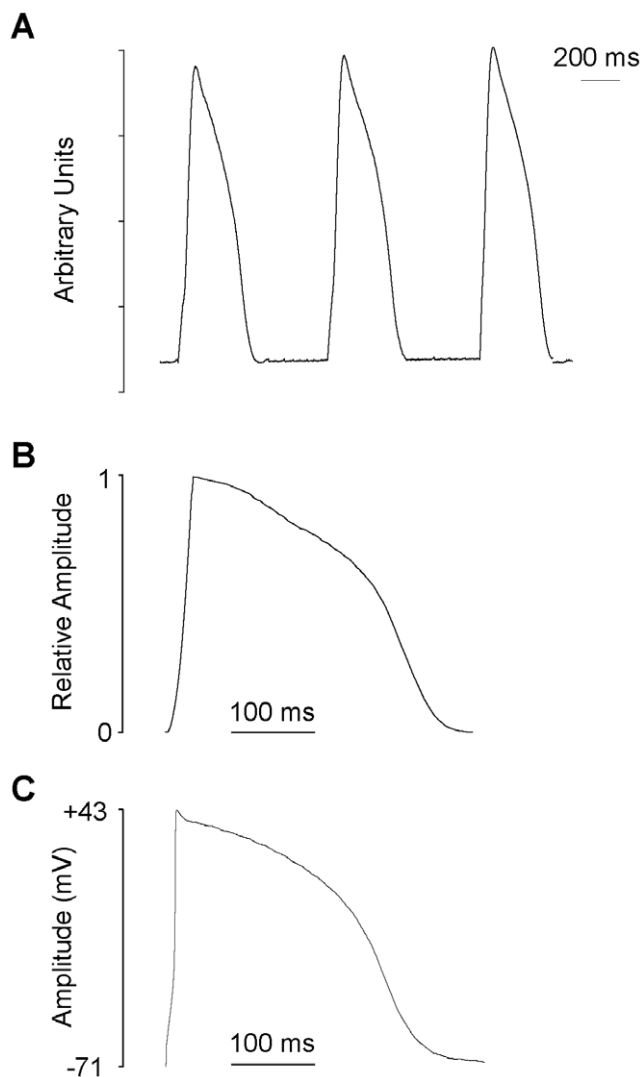 A
200 ms
Arbitrary Units
B
1
Relative Amplitude
100 ms
0
C
+43
Amplitude (mV)
100 ms
-71